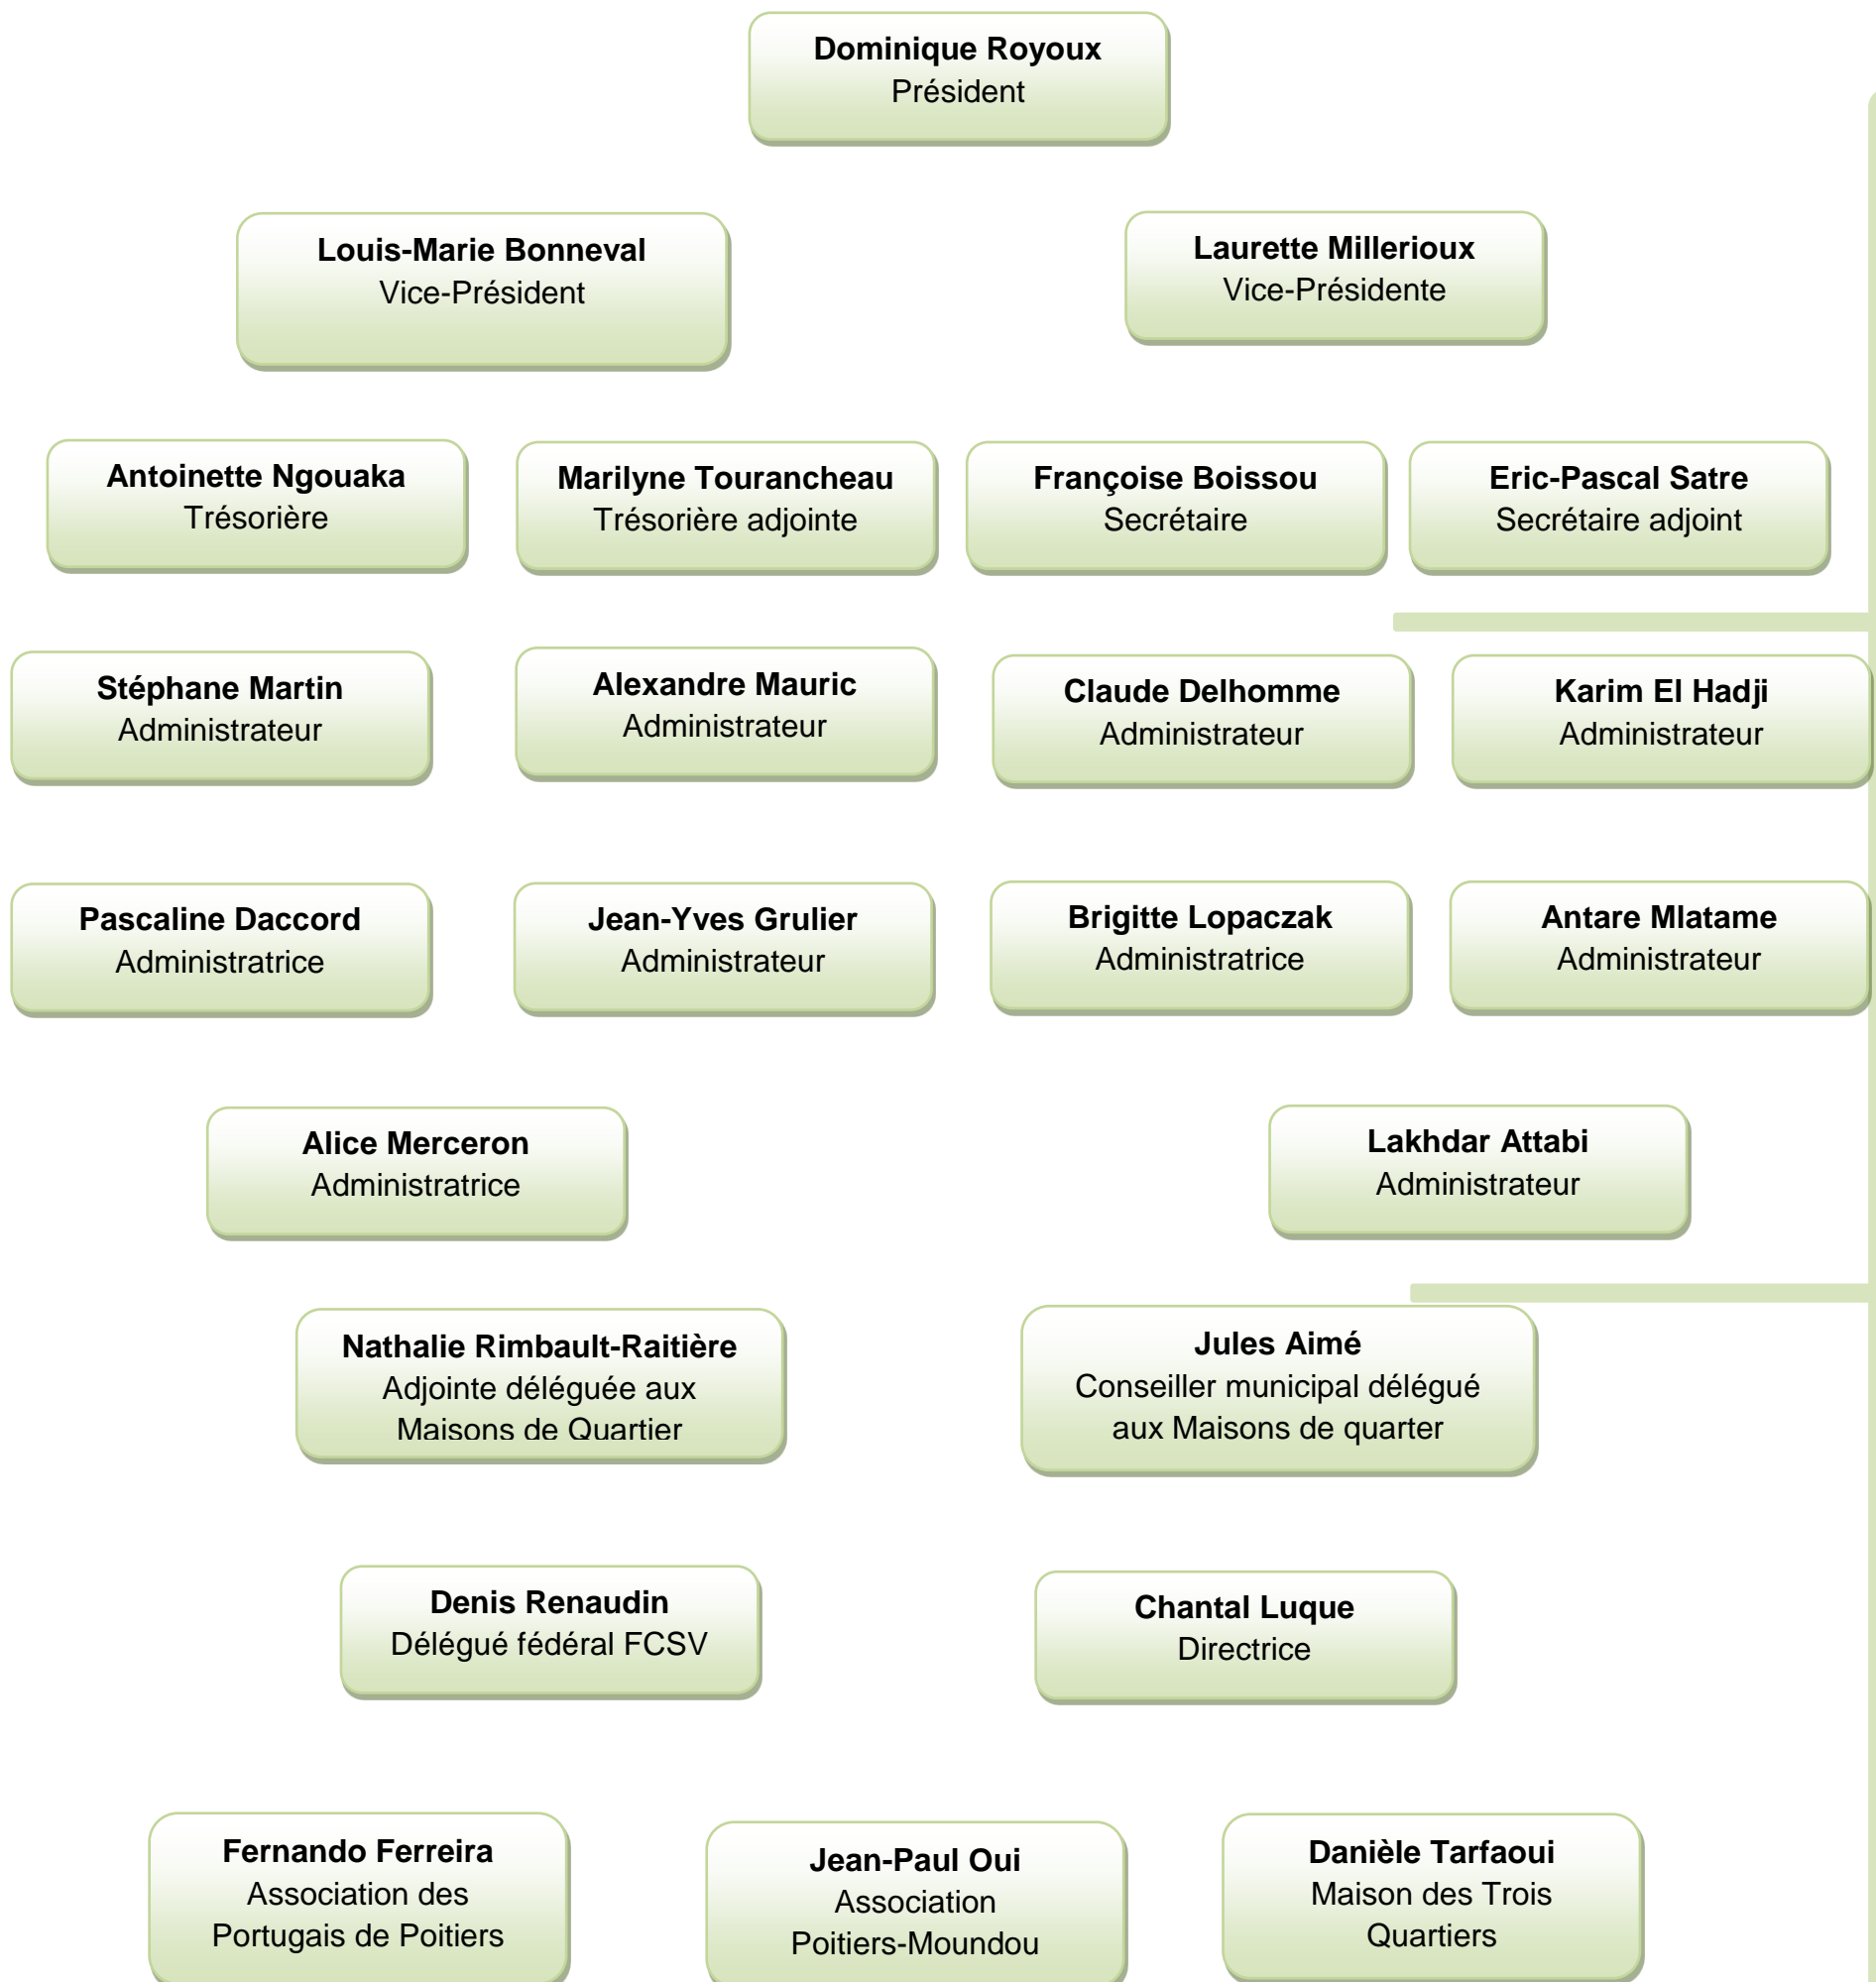 Dominique Royoux
Président
Louis-Marie Bonneval
Vice-Président
Laurette Millerioux
Vice-Présidente
Antoinette Ngouaka
Trésorière
Marilyne Tourancheau
Trésorière adjointe
Françoise Boissou
Secrétaire
Eric-Pascal Satre
Secrétaire adjoint
Stéphane Martin
Administrateur
Alexandre Mauric
Administrateur
Claude Delhomme
Administrateur
Karim El Hadji
Administrateur
Pascaline Daccord
Administratrice
Jean-Yves Grulier
Administrateur
Brigitte Lopaczak
Administratrice
Antare Mlatame
Administrateur
Alice Merceron
Administratrice
Lakhdar Attabi
Administrateur
Nathalie Rimbault-Raitière
Adjointe déléguée aux
Maisons de Quartier
Jules Aimé
Conseiller municipal délégué
aux Maisons de quarter
Denis Renaudin
Délégué fédéral FCSV
Chantal Luque
Directrice
Fernando Ferreira
Association des
Portugais de Poitiers
Jean-Paul Oui
Association
Poitiers-Moundou
Danièle Tarfaoui
Maison des Trois
Quartiers